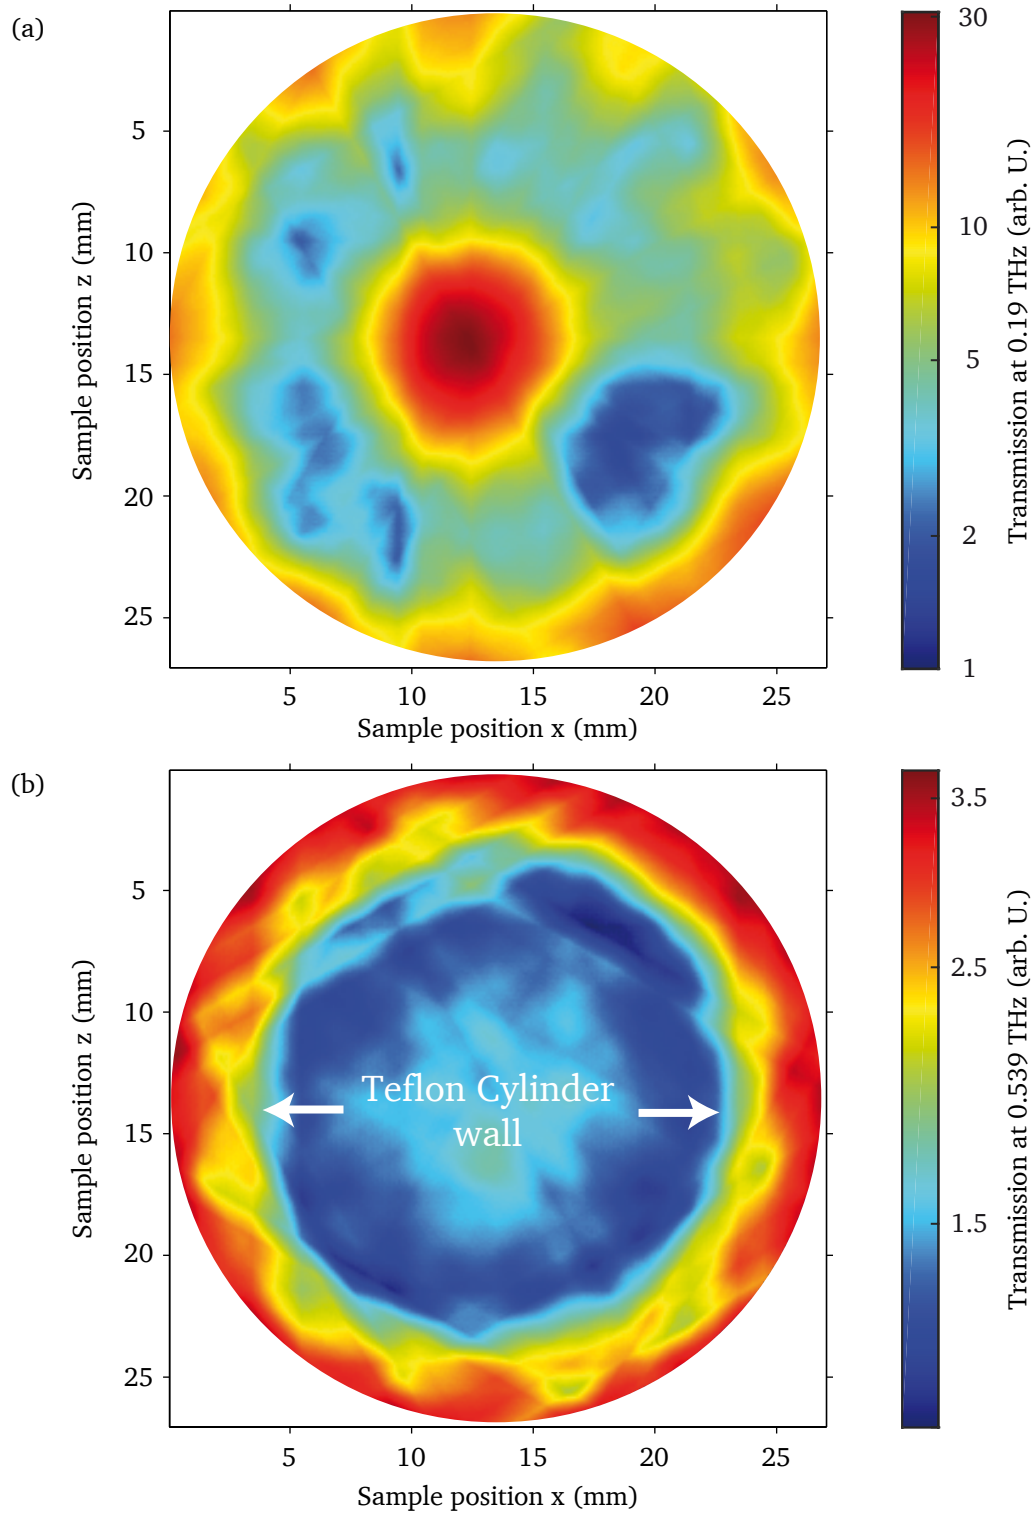 (a)
30
10
5
2
1
Transmission at 0.19 THz (arb. U.)
5
10
15
20
25
Sample position z (mm)
5
10
15
20
25
Sample position x (mm)
(b)
3.5
2.5
1.5
Transmission at 0.539 THz (arb. U.)
5
10
15
20
25
Sample position z (mm)
Teflon Cylinder
wall
5
10
15
20
25
Sample position x (mm)